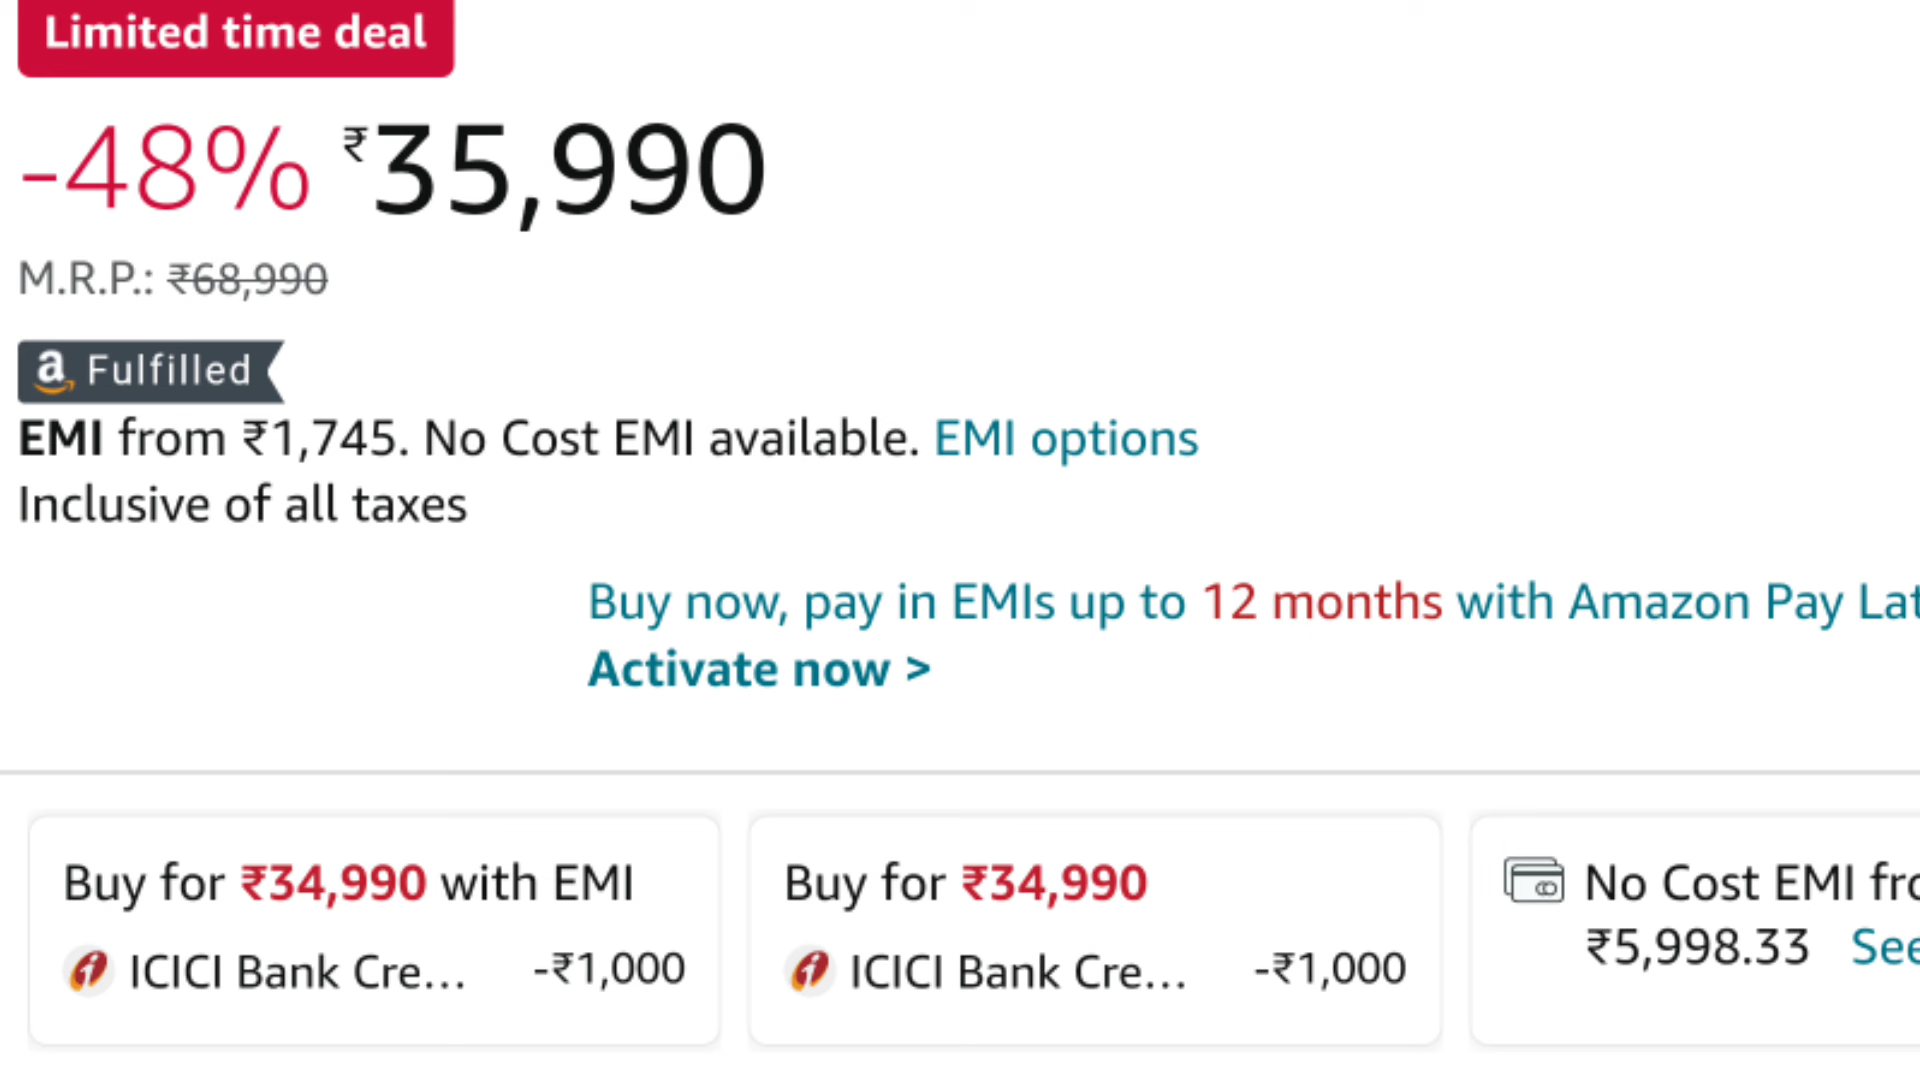 Limited time deal
-48% ₹35,990
M.R.P.: ₹68,990
a Fulfilled
EMI from ₹1,745. No Cost EMI available. EMI options
Inclusive of all taxes
Buy now, pay in EMIs up to 12 months with Amazon Pay Lat
Activate now >
Buy for ₹34,990 with EMI
ICICI Bank Cre... -₹1,000
Buy for ₹34,990
ICICI Bank Cre... -₹1,000
No Cost EMI fro
₹5,998.33 See